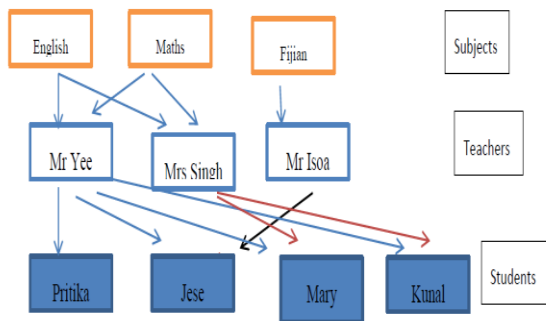 English
Maths
Fijian
Subjects
Mr Yee
Mrs Singh
Mr Isoa
Teachers
Pritika
Jese
Mary
Kunal
Students